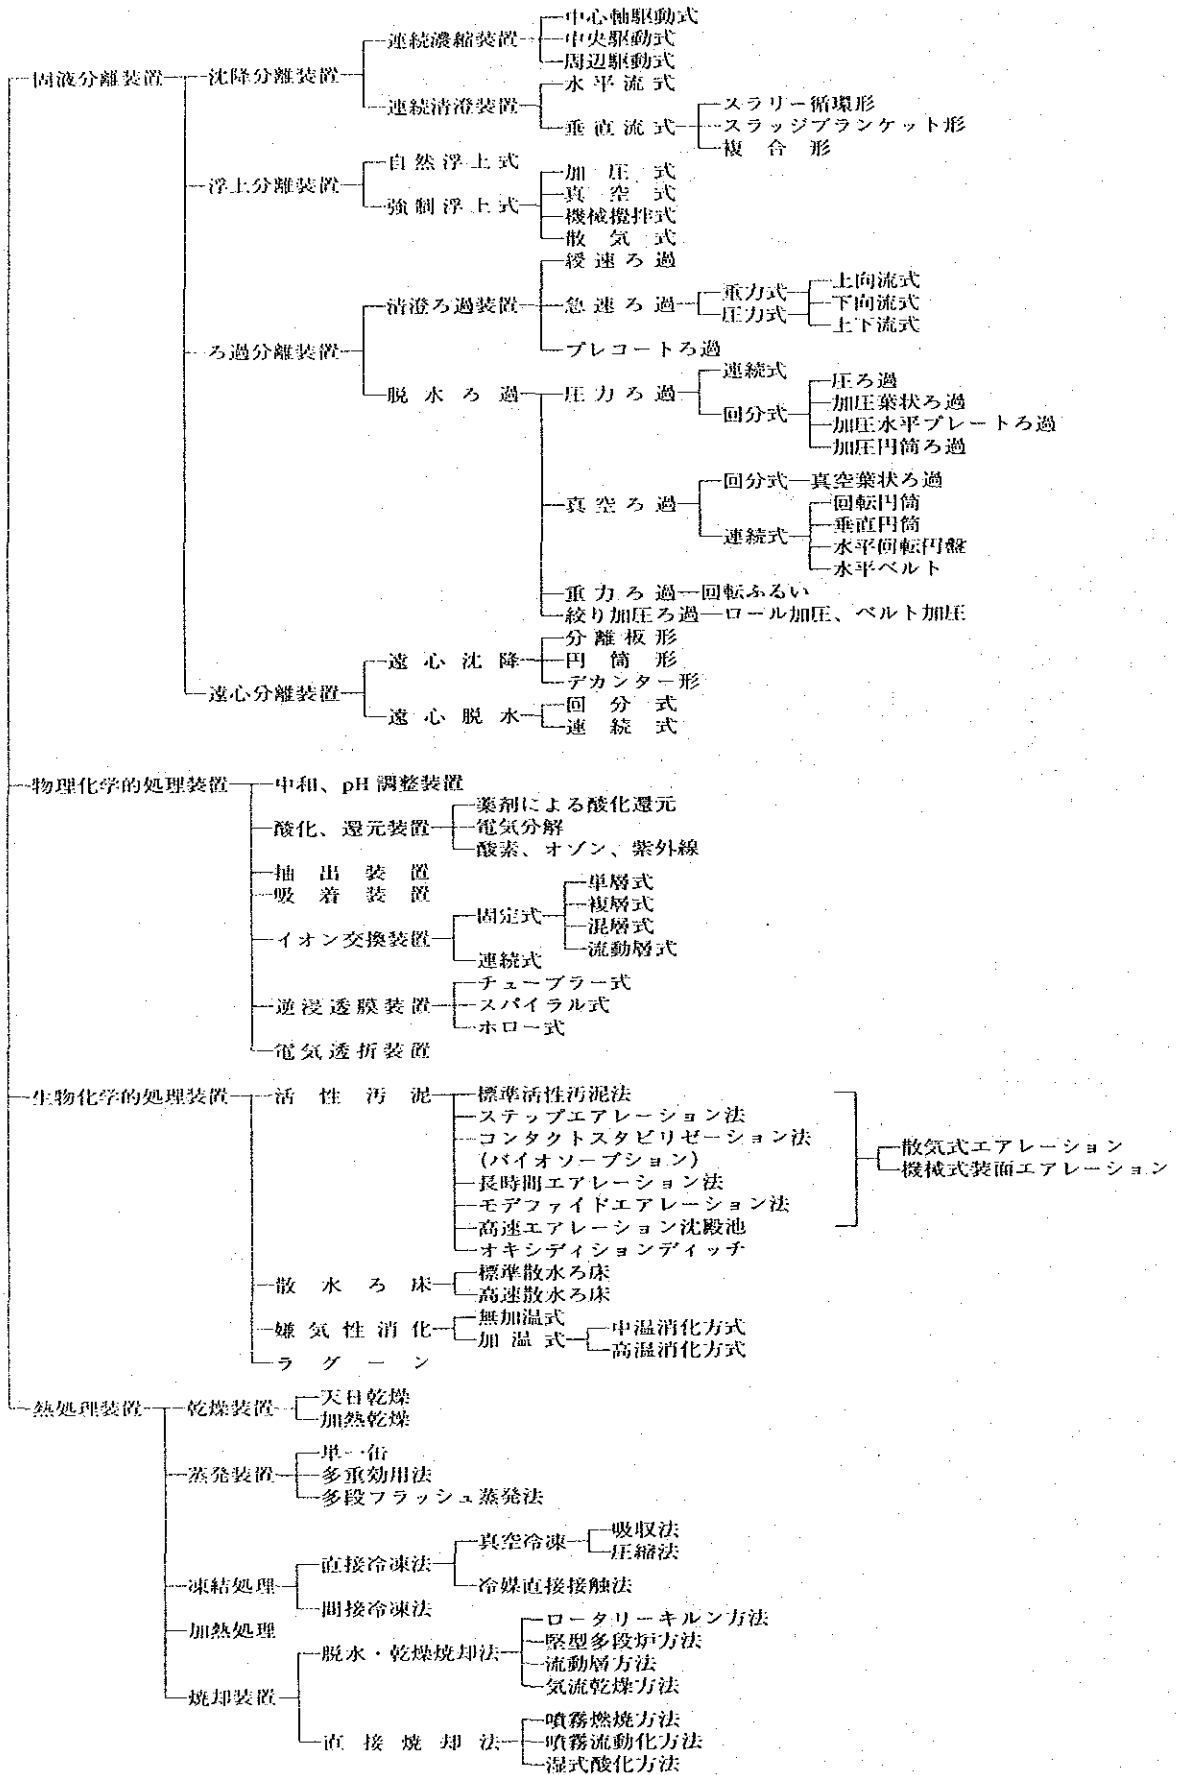 中心軸駆動式
連続濃縮装置 中央駆動式
周辺駆動式
固液分離装置 沈降分離装置
水平流式
連続清澄装置
スラリー循環形
垂直流式 スラッジブランケット形
複合形
自然浮上式
浮上分離装置
加圧式
真空式
強制浮上式
機械攪拌式
散気式
緩速ろ過
上向流式
重力式
清澄ろ過装置 急速ろ過 下向流式
圧力式
上下流式
ろ過分離装置 プレコートろ過
連続式
圧ろ過
脱水ろ過 圧力ろ過
加圧葉状ろ過
回分式
加圧水平プレートろ過
加圧円筒ろ過
回分式 真空葉状ろ過
真空ろ過 回転円筒
垂直円筒
連続式
水平回転円盤
水平ベルト
重力ろ過 回転ふるい
絞り加圧ろ過 ロール加圧、ベルト加圧
分離板形
遠心沈降 円筒形
デカンター形
遠心分離装置
回分式
遠心脱水
連続式
物理化学的処理装置 中和、pH 調整装置
薬剤による酸化還元
酸化、還元装置 電気分解
酸素、オゾン、紫外線
抽出装置
吸着装置
単層式
複層式
固定式
混層式
イオン交換装置
流動層式
連続式
チューブラー式
逆浸透膜装置 スパイラル式
ホロー式
電気透折装置
生物化学的処理装置 活性汚泥 標準活性汚泥法
ステップエアレーション法
コンタクトスタビリゼーション法
(バイオソープション)
散気式エアレーション
機械式装面エアレーション
長時間エアレーション法
モデファイドエアレーション法
高速エアレーション沈殿池
オキシディションディッチ
標準散水ろ床
散水ろ床
高速散水ろ床
無加温式
嫌気性消化
中温消化方式
加温式
高温消化方式
ラグーン
天日乾燥
熱処理装置 乾燥装置
加熱乾燥
単一缶
蒸発装置 多重効用法
多段フラッシュ蒸発法
吸収法
真空冷凍
圧縮法
直接冷凍法
冷媒直接接触法
凍結処理
間接冷凍法
加熱処理
ロータリーキルン方法
竪型多段炉方法
脱水・乾燥焼却法
流動層方法
気流乾燥方法
焼却装置
噴霧燃焼方法
直接焼却法 噴霧流動化方法
湿式酸化方法